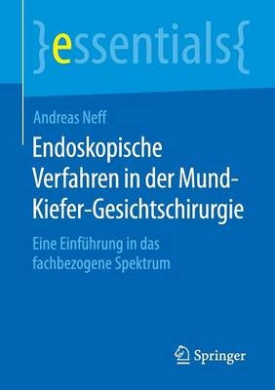 }essentials{
Andreas Neff
Endoskopische
Verfahren in der Mund-
Kiefer-Gesichtschirurgie
Eine Einführung in das
fachbezogene Spektrum
Springer